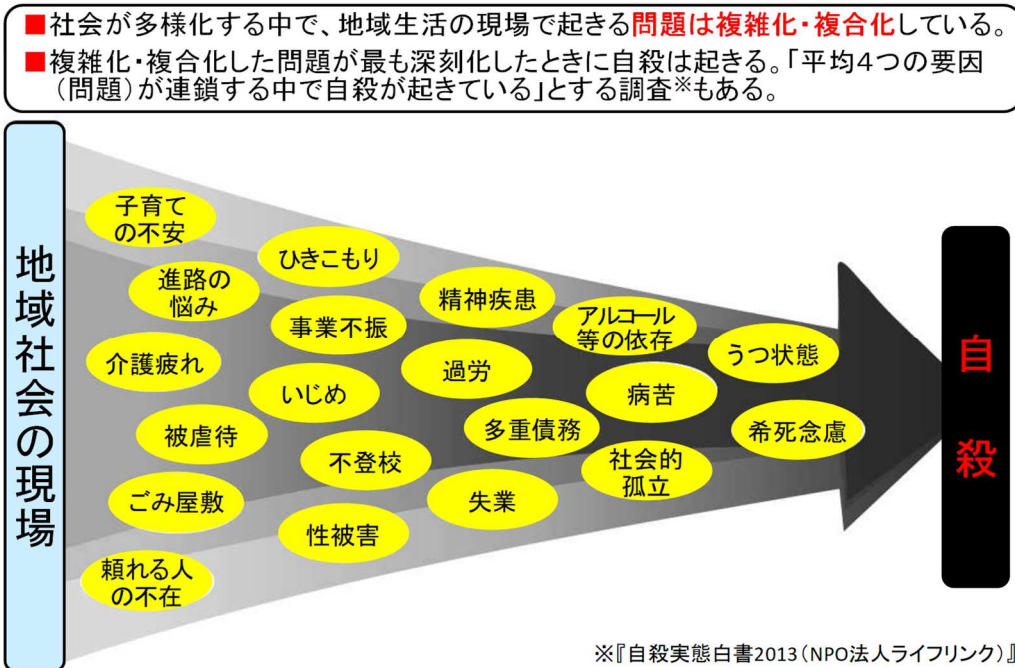 ■社会が多様化する中で、地域生活の現場で起きる問題は複雑化・複合化している。
■複雑化・複合化した問題が最も深刻化したときに自殺は起きる。「平均4つの要因
(問題)が連鎖する中で自殺が起きている」とする調査※もある。
地域社会の現場
子育て
の不安
進路の
悩み
介護疲れ
被虐待
ごみ屋敷
頼れる人
の不在
ひきこもり
事業不振
いじめ
不登校
性被害
精神疾患
過労
多重債務
失業
アルコール
等の依存
病苦
社会的
孤立
うつ状態
希死念慮
自殺
※『自殺実態白書2013(NPO法人ライフリンク)』